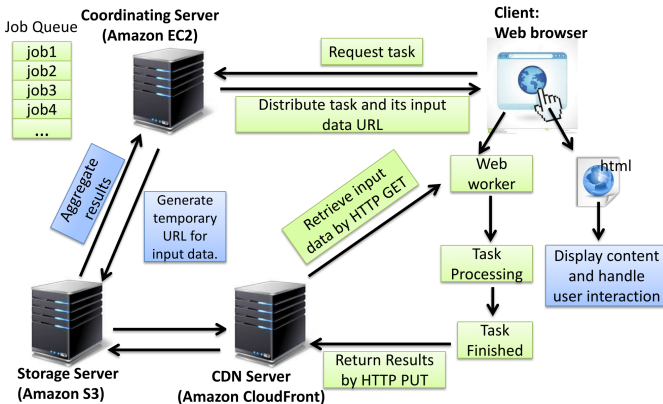 Job Queue
job1
job2
job3
job4
...
Coordinating Server
(Amazon EC2)
Client:
Web browser
Request task
Distribute task and its input
data URL
Aggregate
results
Generate
temporary
URL for
input data.
Retrieve input
data by HTTP GET
Web
worker
html
Task
Processing
Display content
and handle
user interaction
Task
Finished
Return Results
by HTTP PUT
Storage Server
(Amazon S3)
CDN Server
(Amazon CloudFront)